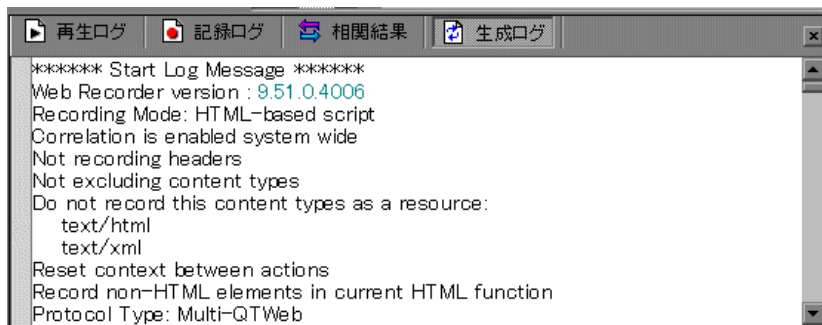 再生ログ 記録ログ 相関結果 生成ログ
****** Start Log Message ******
Web Recorder version : 9.51.0.4006
Recording Mode: HTML-based script
Correlation is enabled system wide
Not recording headers
Not excluding content types
Do not record this content types as a resource:
text/html
text/xml
Reset context between actions
Record non-HTML elements in current HTML function
Protocol Type: Multi-QTWeb